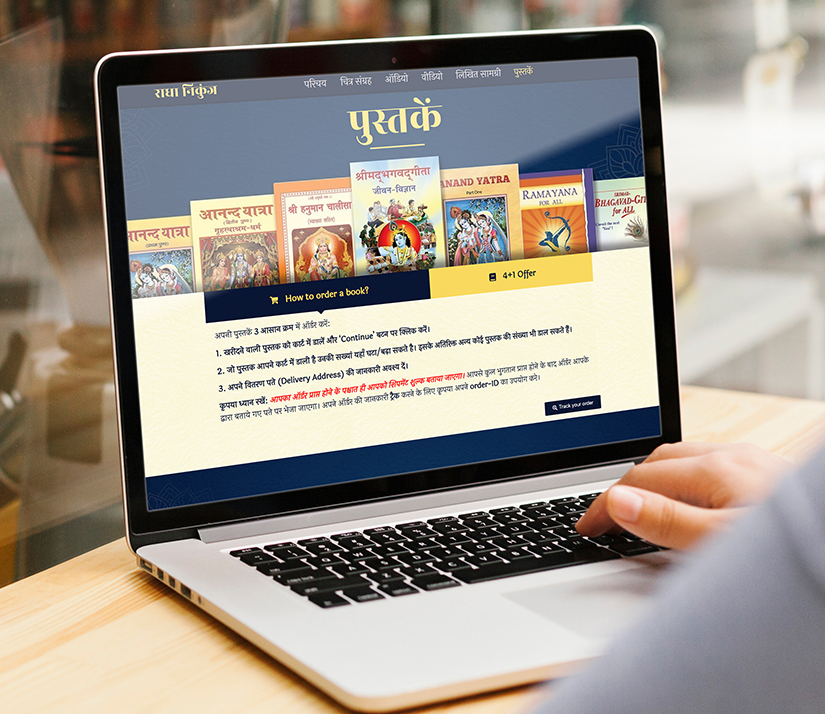 राधा निकुंज
परिचय चित्र संग्रह ऑडियो वीडियो लिखित सामग्री पुस्तकें
पुस्तकें
आनन्द यात्रा
आनन्द यात्रा
गृहस्थाश्रम-धर्म
श्री हनुमान चालीसा
श्रीमद्‌भगवद्‌गीता
जीवन-विज्ञान
ANAND YATRA
Part One
RAMAYANA
FOR ALL
SRIMAD-
BHAGAVAD-GITA
for ALL
How to order a book?
4+1 Offer
अपनी पुस्तकें 3 आसान क्रम में ऑर्डर करें:
1. खरीदने वाली पुस्तक को कार्ट में डालें और 'Continue' बटन पर क्लिक करें।
2. जो पुस्तक आपने कार्ट में डाली है उनकी सख्यां यहाँ घटा/बढ़ा सकते है। इसके अतिरिक्त अन्य कोई पुस्तक की संख्या भी डाल सकते हैं।
3. अपने वितरण पते (Delivery Address) की जानकारी अवश्य दें।
कृपया ध्यान रखें: आपका ऑर्डर प्राप्त होने के पश्चात ही आपको शिपमेंट शुल्क बताया जाएगा। आपसे कुल भुगतान प्राप्त होने के बाद ऑर्डर आपके
द्वारा बताये गए पते पर भेजा जाएगा। अपने ऑर्डर की जानकारी ट्रैक करने के लिए कृपया अपने order-ID का उपयोग करे।
Track your order